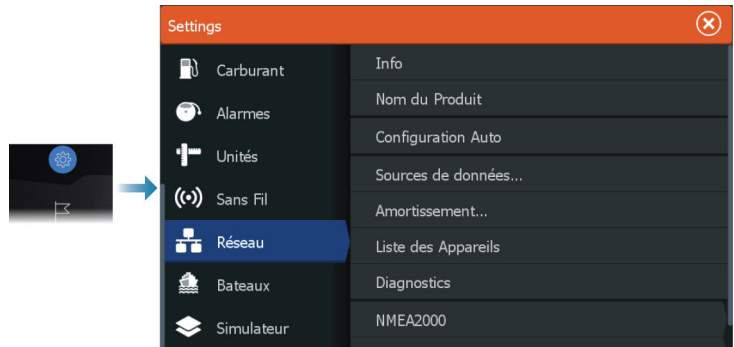 Settings
Carburant
Alarmes
Unités
Sans Fil
Réseau
Bateaux
Simulateur
Info
Nom du Produit
Configuration Auto
Sources de données...
Amortissement...
Liste des Appareils
Diagnostics
NMEA2000